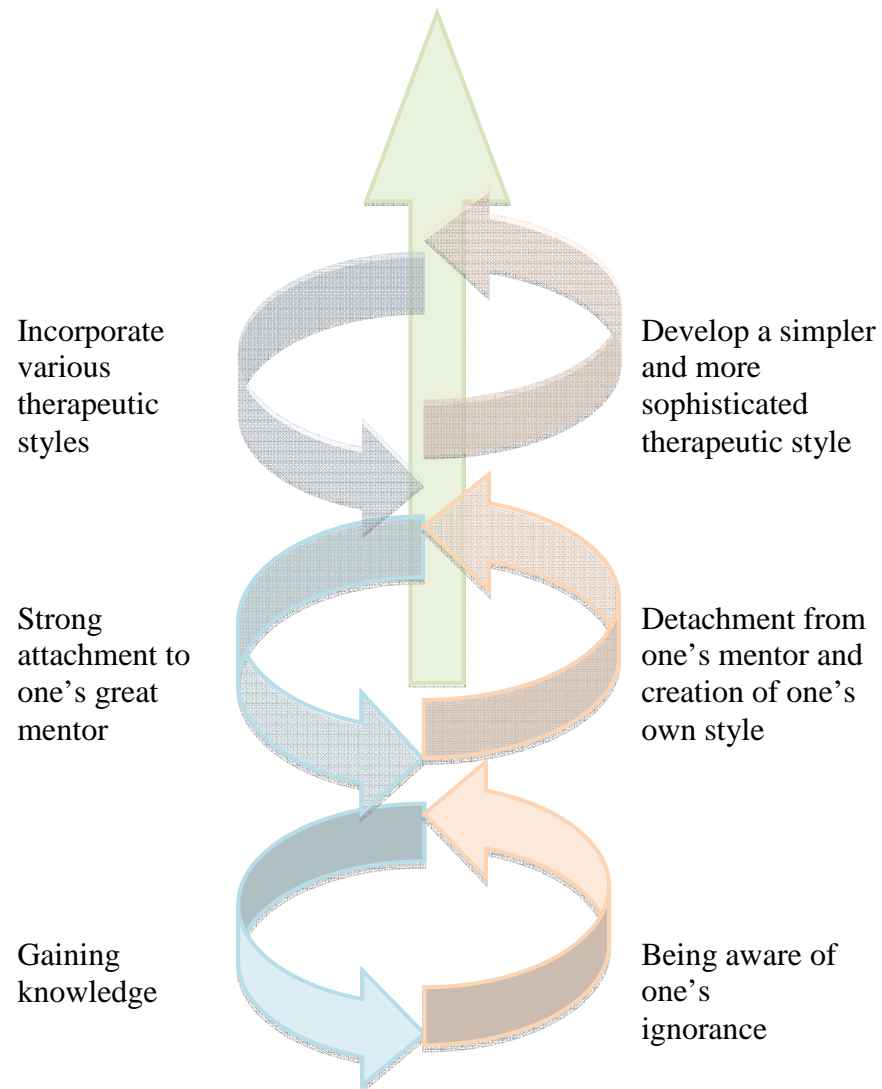 Incorporate
various
therapeutic
styles
Develop a simpler
and more
sophisticated
therapeutic style
Strong
attachment to
one’s great
mentor
Detachment from
one’s mentor and
creation of one’s
own style
Gaining
knowledge
Being aware of
one’s
ignorance